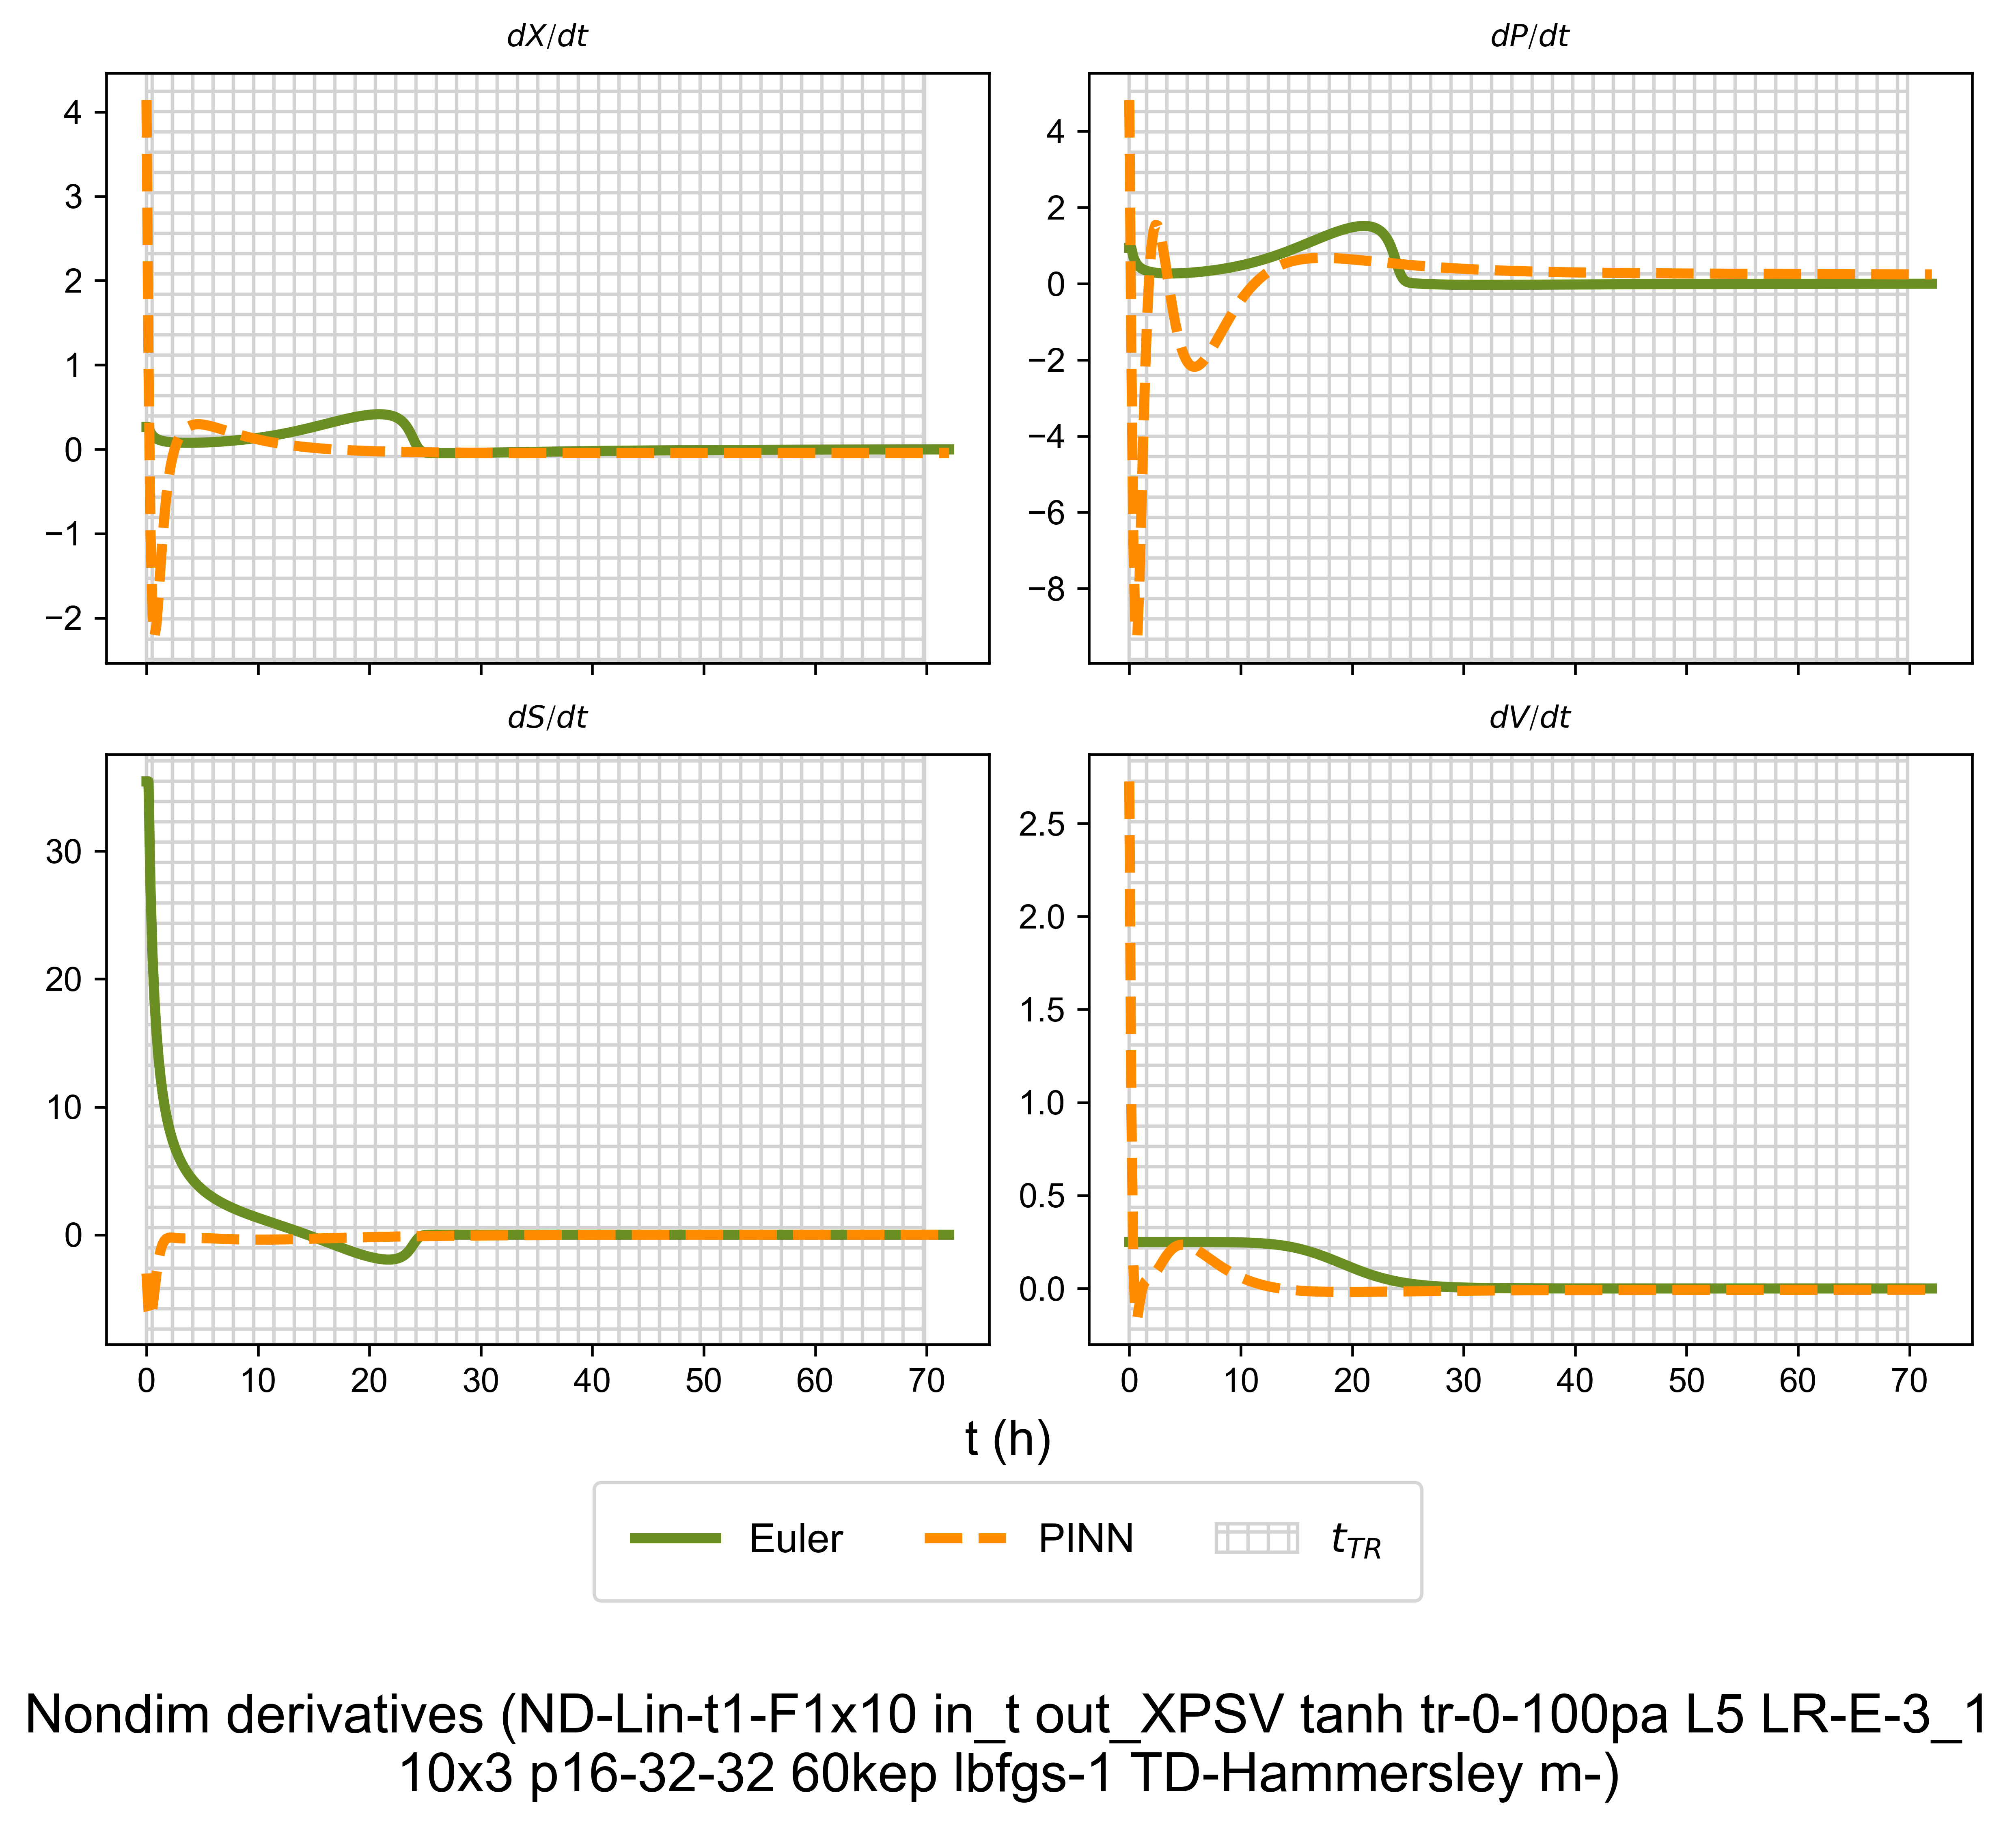 dX/dt
dP/dt
4
3
2
1
0
−1
−2
4
2
0
−2
−4
−6
−8
dS/dt
dV/dt
30
20
10
0
2.5
2.0
1.5
1.0
0.5
0.0
0 10 20 30 40 50 60 70
0 10 20 30 40 50 60 70
t (h)
Euler PINN t_TR
Nondim derivatives (ND-Lin-t1-F1x10 in_t out_XPSV tanh tr-0-100pa L5 LR-E-3_1
10x3 p16-32-32 60kep lbfgs-1 TD-Hammersley m-)